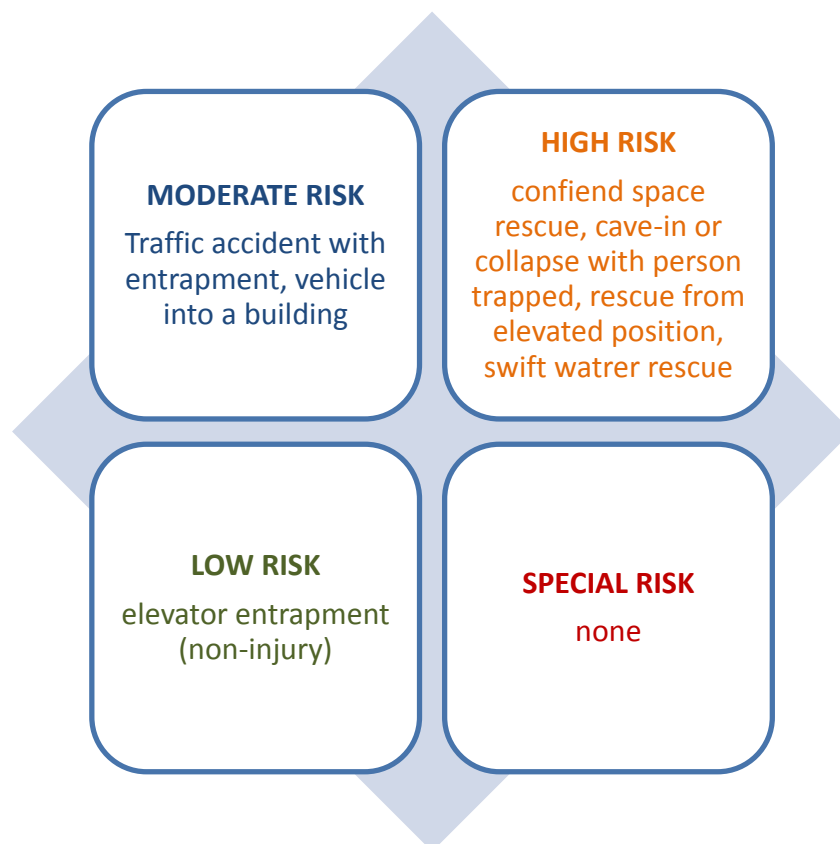 MODERATE RISK
Traffic accident with
entrapment, vehicle
into a building
HIGH RISK
confiend space
rescue, cave-in or
collapse with person
trapped, rescue from
elevated position,
swift watrer rescue
LOW RISK
elevator entrapment
(non-injury)
SPECIAL RISK
none